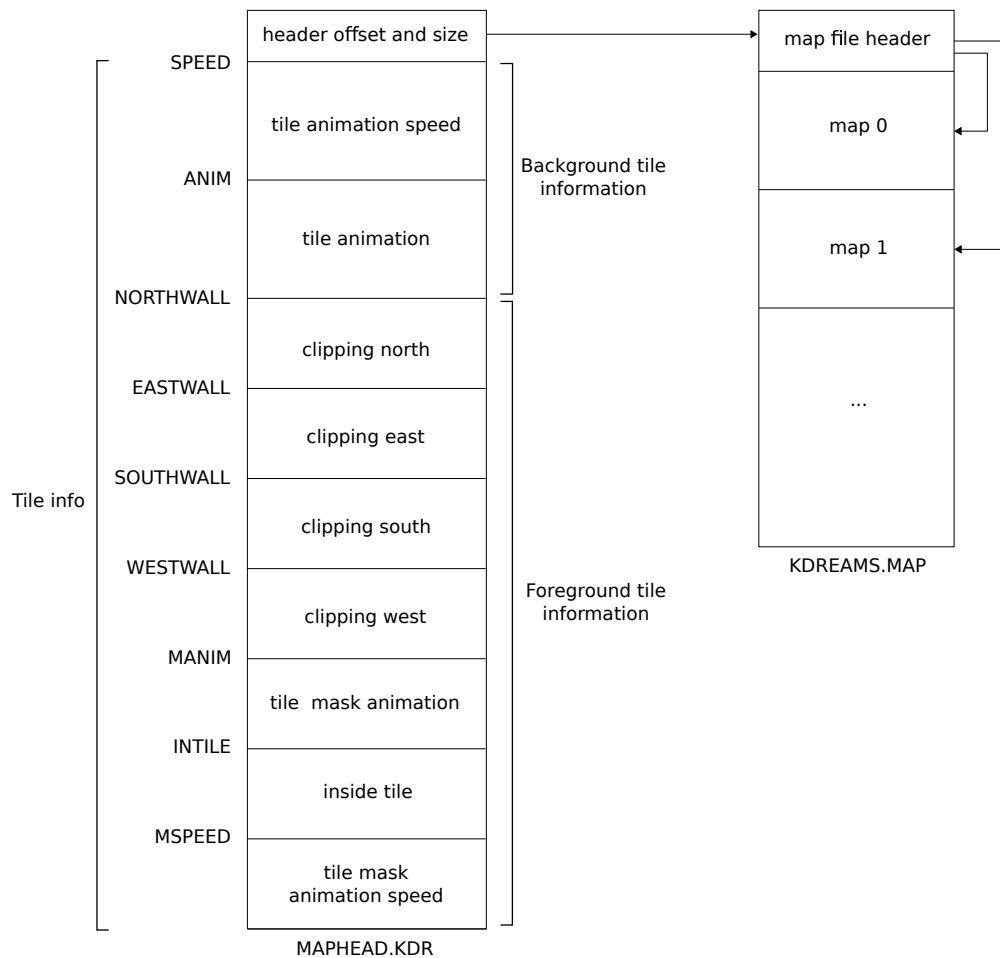 header offset and size
map file header
SPEED
tile animation speed
map 0
Background tile
information
ANIM
tile animation
map 1
NORTHWALL
clipping north
EASTWALL
...
clipping east
SOUTHWALL
Tile info
clipping south
WESTWALL
KDREAMS.MAP
Foreground tile
information
clipping west
MANIM
tile mask animation
INTILE
inside tile
MSPEED
tile mask
animation speed
MAPHEAD.KDR